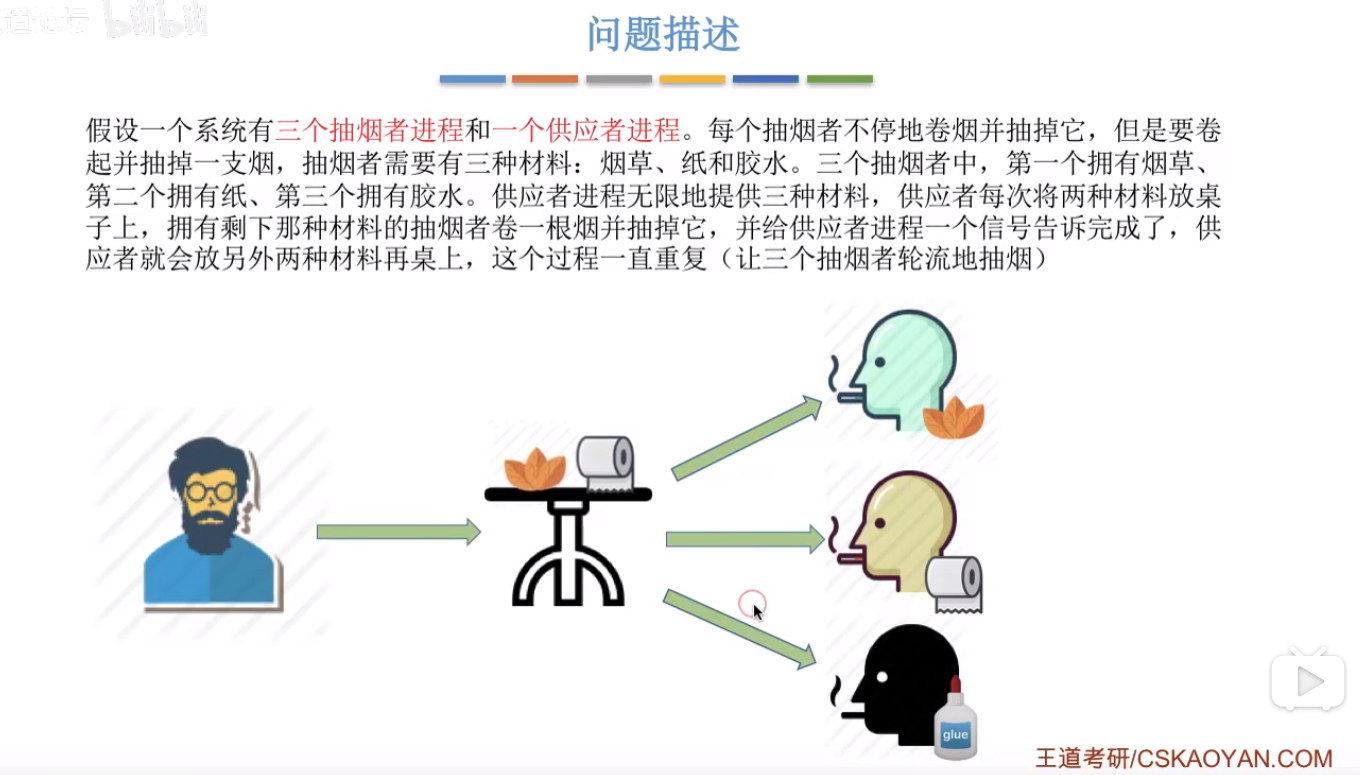 bilibili
问题描述
假设一个系统有三个抽烟者进程和一个供应者进程。每个抽烟者不停地卷烟并抽掉它，但是要卷
起并抽掉一支烟，抽烟者需要有三种材料：烟草、纸和胶水。三个抽烟者中，第一个拥有烟草、
第二个拥有纸、第三个拥有胶水。供应者进程无限地提供三种材料，供应者每次将两种材料放桌
子上，拥有剩下那种材料的抽烟者卷一根烟并抽掉它，并给供应者进程一个信号告诉完成了，供
应者就会放另外两种材料再桌上，这个过程一直重复（让三个抽烟者轮流地抽烟）
glue
王道考研/CSKAOYAN.COM